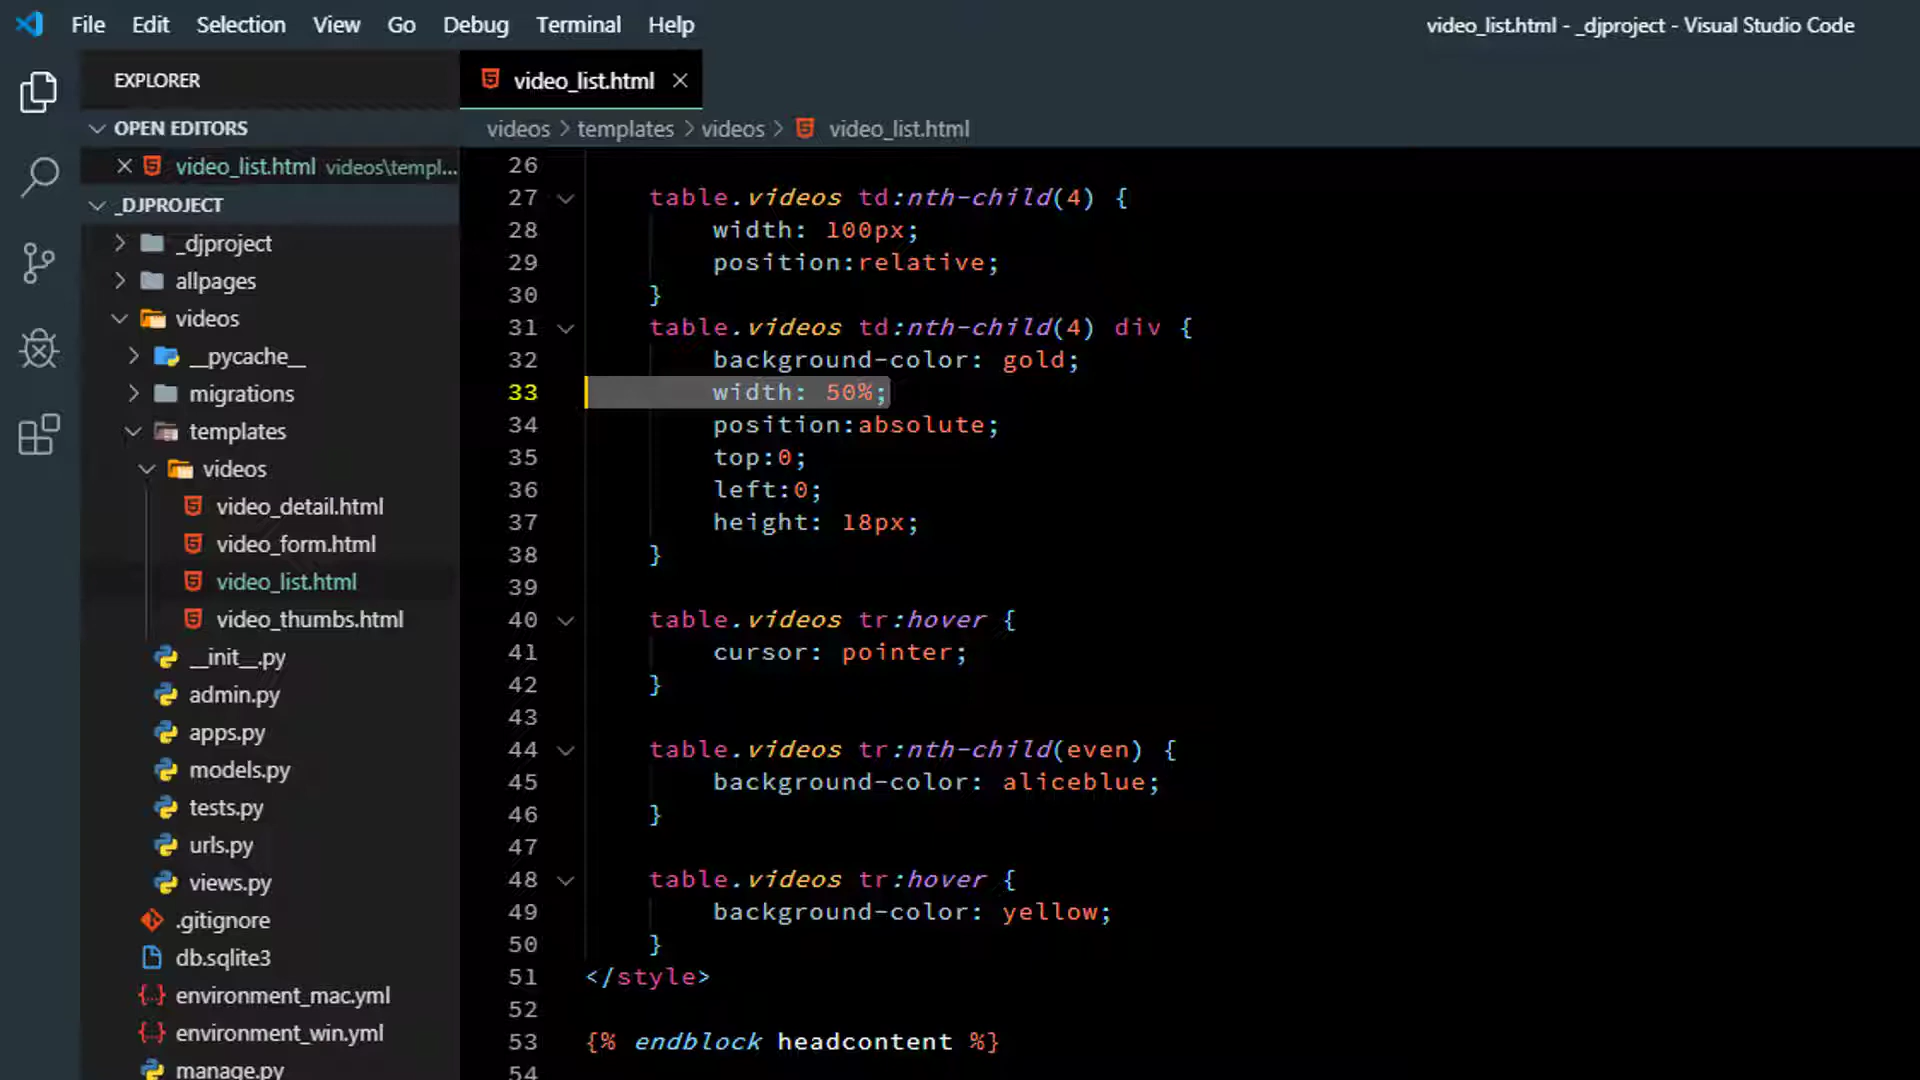 File Edit Selection View Go Debug Terminal Help
video_list.html - _djproject - Visual Studio Code
EXPLORER
OPEN EDITORS
video_list.html videos\templ...
_DJPROJECT
_djproject
allpages
videos
__pycache__
migrations
templates
videos
video_detail.html
video_form.html
video_list.html
video_thumbs.html
__init__.py
admin.py
apps.py
models.py
tests.py
urls.py
views.py
.gitignore
db.sqlite3
environment_mac.yml
environment_win.yml
manage.py
video_list.html
videos > templates > videos > video_list.html
26
27 table.videos td:nth-child(4) {
28 width: 100px;
29 position:relative;
30 }
31 table.videos td:nth-child(4) div {
32 background-color: gold;
33 width: 50%;
34 position:absolute;
35 top:0;
36 left:0;
37 height: 18px;
38 }
39
40 table.videos tr:hover {
41 cursor: pointer;
42 }
43
44 table.videos tr:nth-child(even) {
45 background-color: aliceblue;
46 }
47
48 table.videos tr:hover {
49 background-color: yellow;
50 }
51 </style>
52
53 {% endblock headcontent %}
54